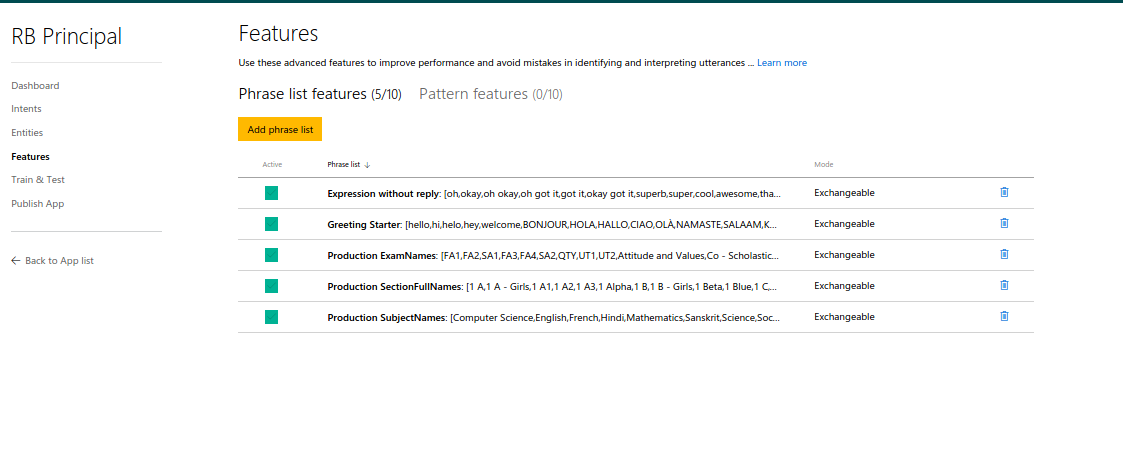 RB Principal
Dashboard
Intents
Entities
Features
Train & Test
Publish App
Back to App list
Features
Use these advanced features to improve performance and avoid mistakes in identifying and interpreting utterances ... Learn more
Phrase list features (5/10) Pattern features (0/10)
Add phrase list
Active Phrase list Mode
Expression without reply: [oh,okay,oh okay,oh got it,got it,okay got it,superb,super,cool,awesome,tha... Exchangeable
Greeting Starter: [hello,hi,helo,hey,welcome,BONJOUR,HOLA,HALLO,CIAO,OLÀ,NAMASTE,SALAAM,K... Exchangeable
Production ExamNames: [FA1,FA2,SA1,FA3,FA4,SA2,QTY,UT1,UT2,Attitude and Values,Co - Scholastic... Exchangeable
Production SectionFullNames: [1 A,1 A - Girls,1 A1,1 A2,1 A3,1 Alpha,1 B,1 B - Girls,1 Beta,1 Blue,1 C,... Exchangeable
Production SubjectNames: [Computer Science,English,French,Hindi,Mathematics,Sanskrit,Science,Soc... Exchangeable